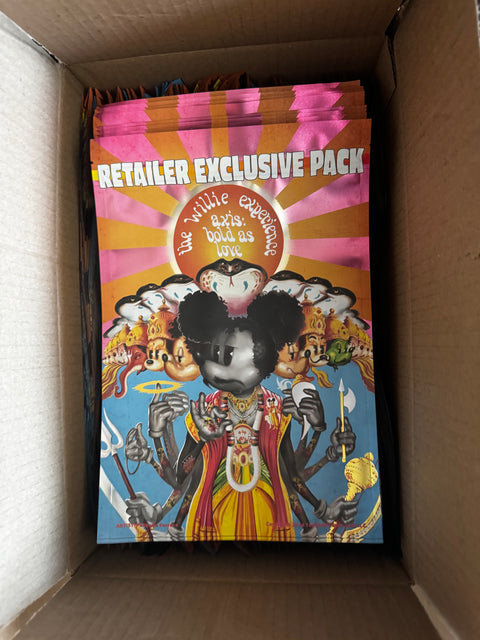 RETAILER EXCLUSIVE PACK
the willie experience
axis:
bold as
love